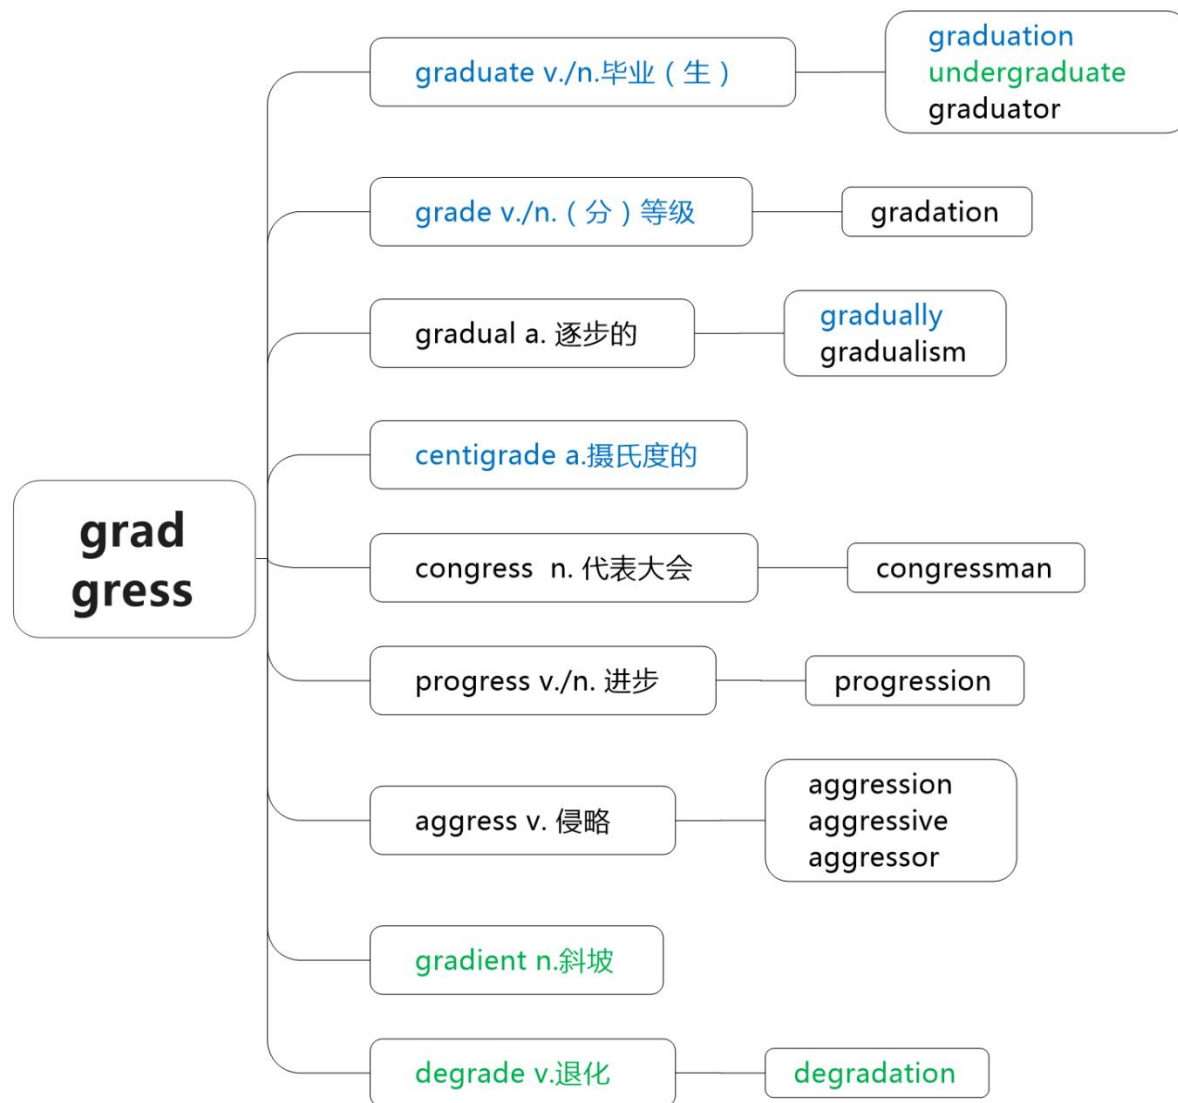 grad
gress
graduate v./n.毕业（生）
graduation
undergraduate
graduator
grade v./n.（分）等级
gradation
gradual a. 逐步的
gradually
gradualism
centigrade a.摄氏度的
congress  n. 代表大会
congressman
progress v./n. 进步
progression
aggress v. 侵略
aggression
aggressive
aggressor
gradient n.斜坡
degrade v.退化
degradation